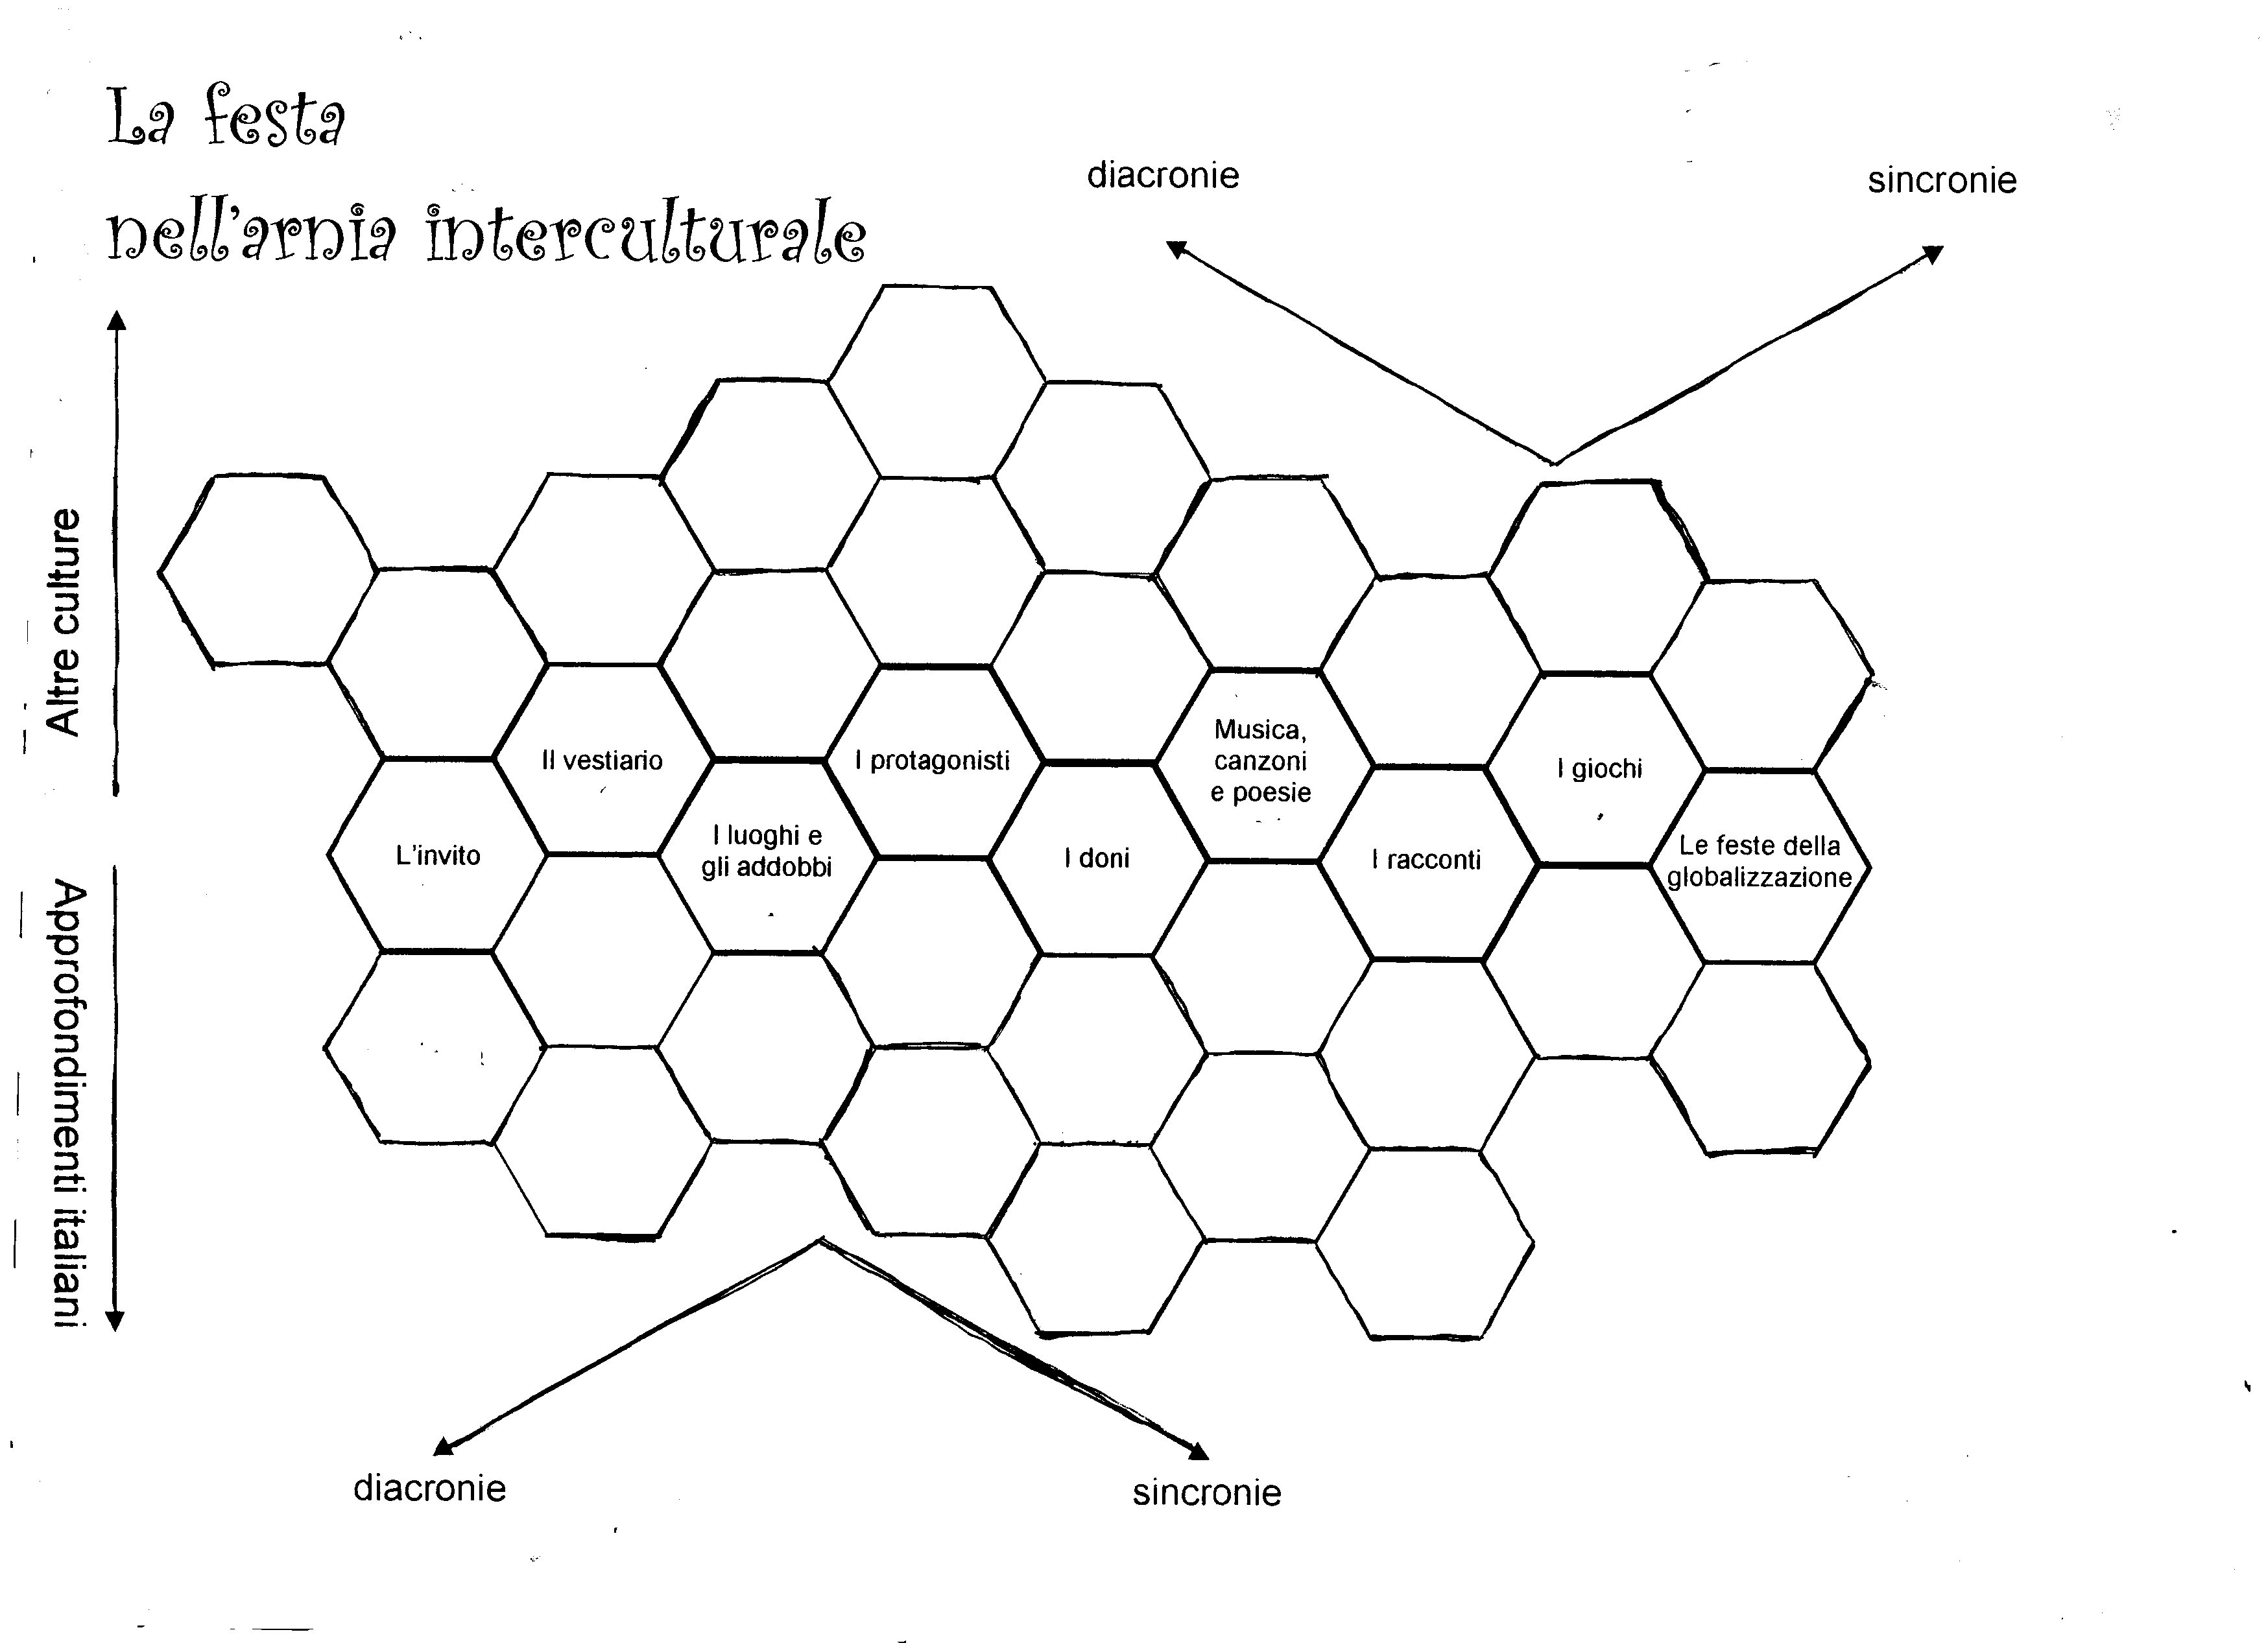 La festa
nell'arnia interculturale
diacronie
sincronie
Altre culture
Approfondimenti italiani
L'invito
Il vestiario
I luoghi e
gli addobbi
I protagonisti
I doni
Musica,
canzoni
e poesie
I racconti
I giochi
Le feste della
globalizzazione
diacronie
sincronie